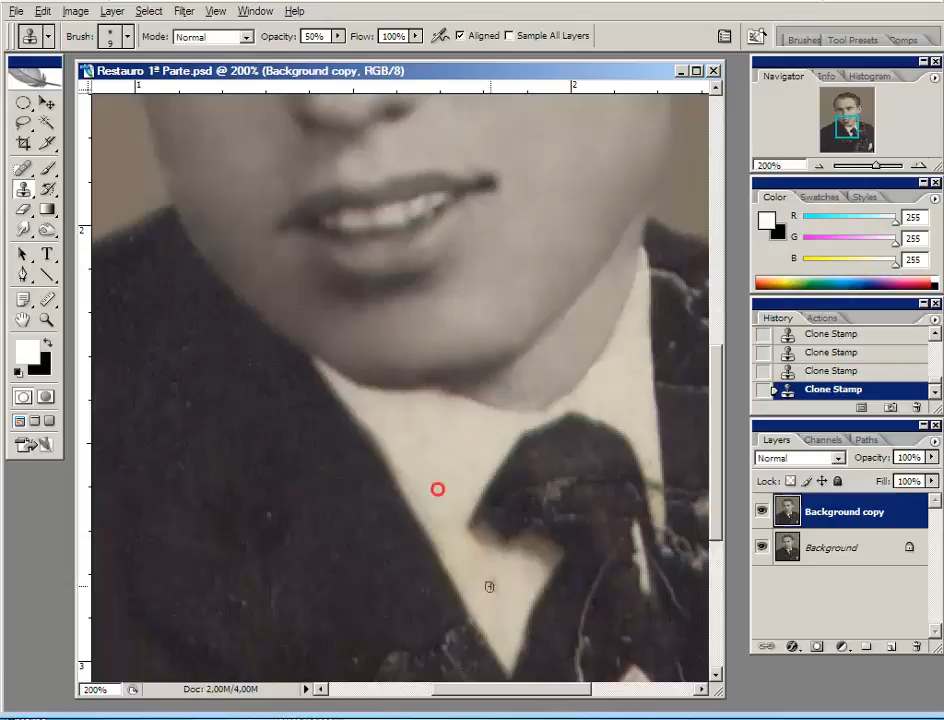 File Edit Image Layer Select Filter View Window Help
Brush: 9 Mode: Normal Opacity: 50% Flow: 100% Aligned Sample All Layers
Brushes Tool Presets Comps
Restauro 1ª Parte.psd @ 200% (Background copy, RGB/8)
1 2
2
3
200% Doc: 2,00M/4,00M
Navigator Info Histogram
200%
Color Swatches Styles
R 255
G 255
B 255
History Actions
Clone Stamp
Clone Stamp
Clone Stamp
Clone Stamp
Layers Channels Paths
Normal Opacity: 100%
Lock: Fill: 100%
Background copy
Background